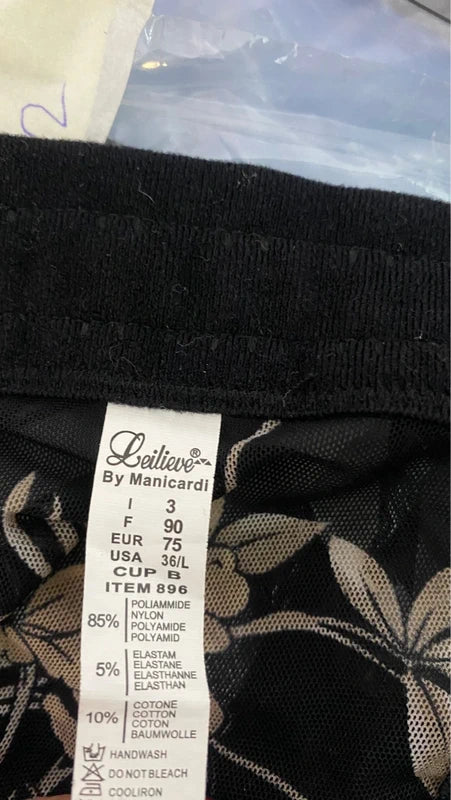 2
Leilieve®
By Manicardi
I 3
F 90
EUR 75
USA 36/L
CUP B
ITEM 896
85% POLIAMMIDE
NYLON
POLYAMIDE
POLYAMID
5% ELASTAM
ELASTANE
ELASTHANNE
ELASTHAN
10% COTONE
COTTON
COTON
BAUMWOLLE
HANDWASH
DO NOT BLEACH
COOLIRON